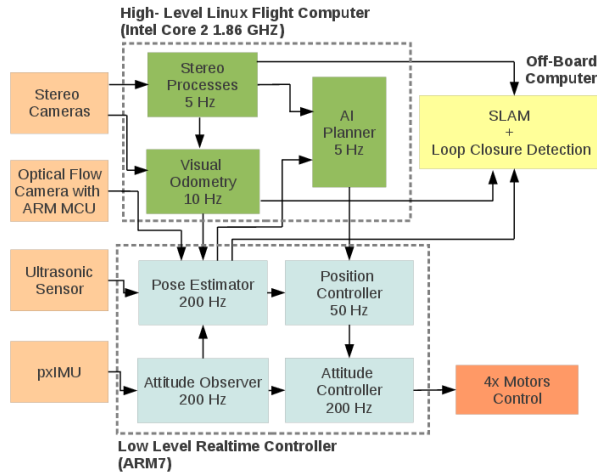 High- Level Linux Flight Computer
(Intel Core 2 1.86 GHZ)
Off-Board
Computer
Stereo
Cameras
Stereo
Processes
5 Hz
AI
Planner
5 Hz
SLAM
+
Loop Closure Detection
Visual
Odometry
10 Hz
Optical Flow
Camera with
ARM MCU
Ultrasonic
Sensor
Pose Estimator
200 Hz
Position
Controller
50 Hz
pxIMU
Attitude Observer
200 Hz
Attitude
Controller
200 Hz
4x Motors
Control
Low Level Realtime Controller
(ARM7)